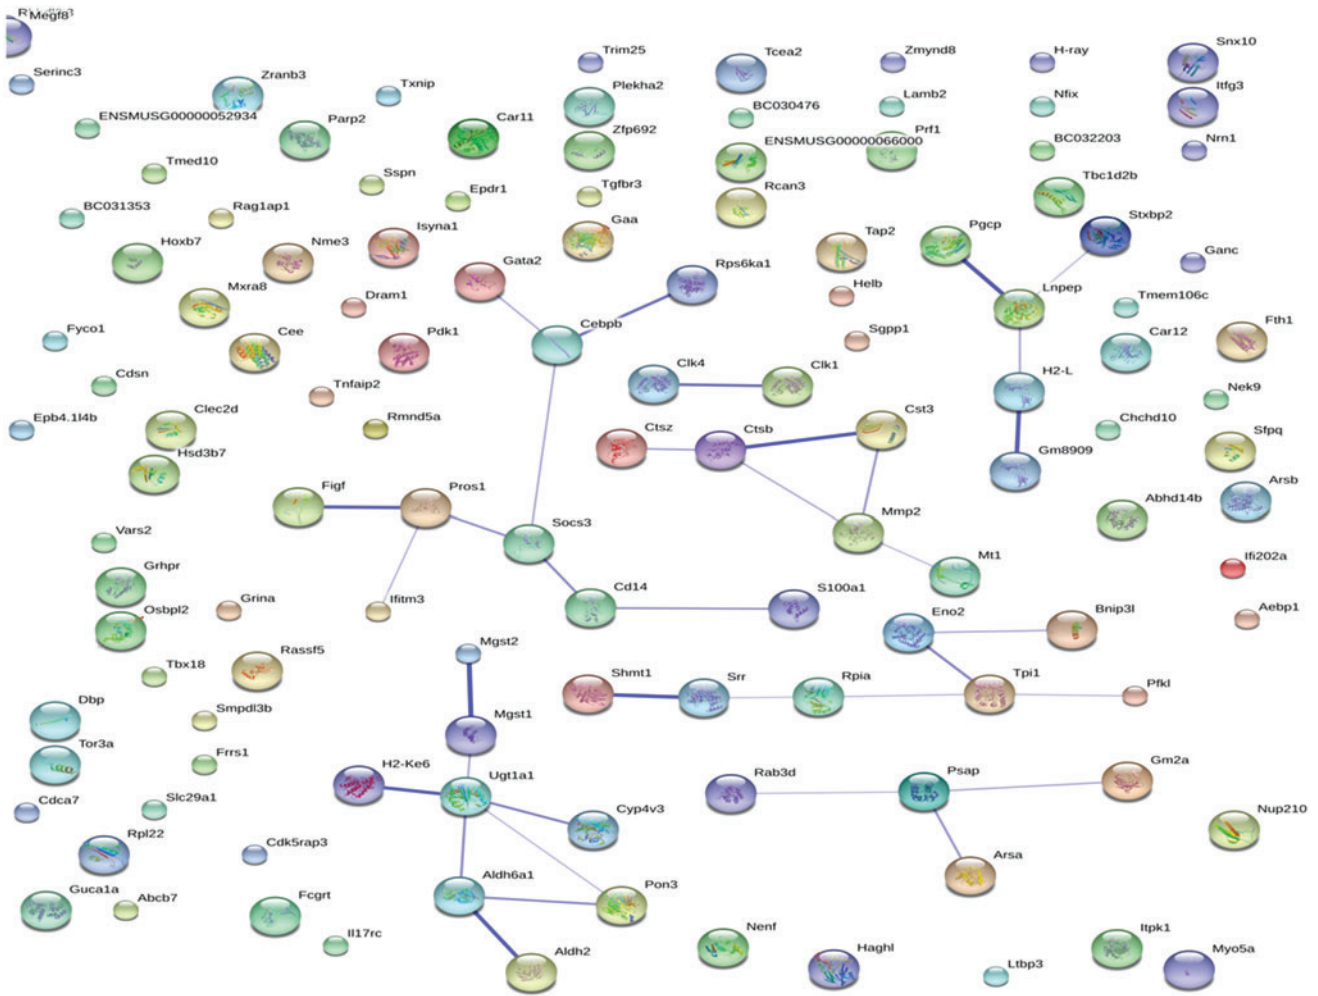 Megf8
Serinc3
Zranb3
Txnip
Trim25
Tcea2
Zmynd8
H-ray
Snx10
ENSMUSG00000052934
Parp2
Car11
Plekha2
BC030476
Lamb2
Nfix
Itfg3
Zfp692
ENSMUSG00000066000
Prf1
BC032203
Nrn1
Tmed10
Sspn
Epdr1
Tgfbr3
Rcan3
Tbc1d2b
BC031353
Rag1ap1
Isyna1
Gaa
Tap2
Pgcp
Stxbp2
Hoxb7
Nme3
Gata2
Rps6ka1
Ganc
Mxra8
Dram1
Helb
Lnpep
Tmem106c
Fyco1
Cee
Pdk1
Cebpb
Sgpp1
Car12
Fth1
Cdsn
Tnfaip2
Clk4
Clk1
H2-L
Nek9
Epb4.1l4b
Clec2d
Rmnd5a
Ctsz
Ctsb
Cst3
Chchd10
Sfpq
Hsd3b7
Gm8909
Figf
Pros1
Abhd14b
Arsb
Vars2
Socs3
Mmp2
Grhpr
Mt1
Ifi202a
Osbpl2
Grina
Ifitm3
Cd14
S100a1
Eno2
Bnip3l
Aebp1
Tbx18
Rassf5
Mgst2
Shmt1
Srr
Rpia
Tpi1
Pfkl
Dbp
Smpdl3b
Mgst1
Tor3a
Frrs1
H2-Ke6
Ugt1a1
Rab3d
Psap
Gm2a
Cdca7
Slc29a1
Cyp4v3
Nup210
Rpl22
Cdk5rap3
Arsa
Guca1a
Abcb7
Fcgrt
Aldh6a1
Pon3
Il17rc
Aldh2
Nenf
Haghl
Ltbp3
Itpk1
Myo5a